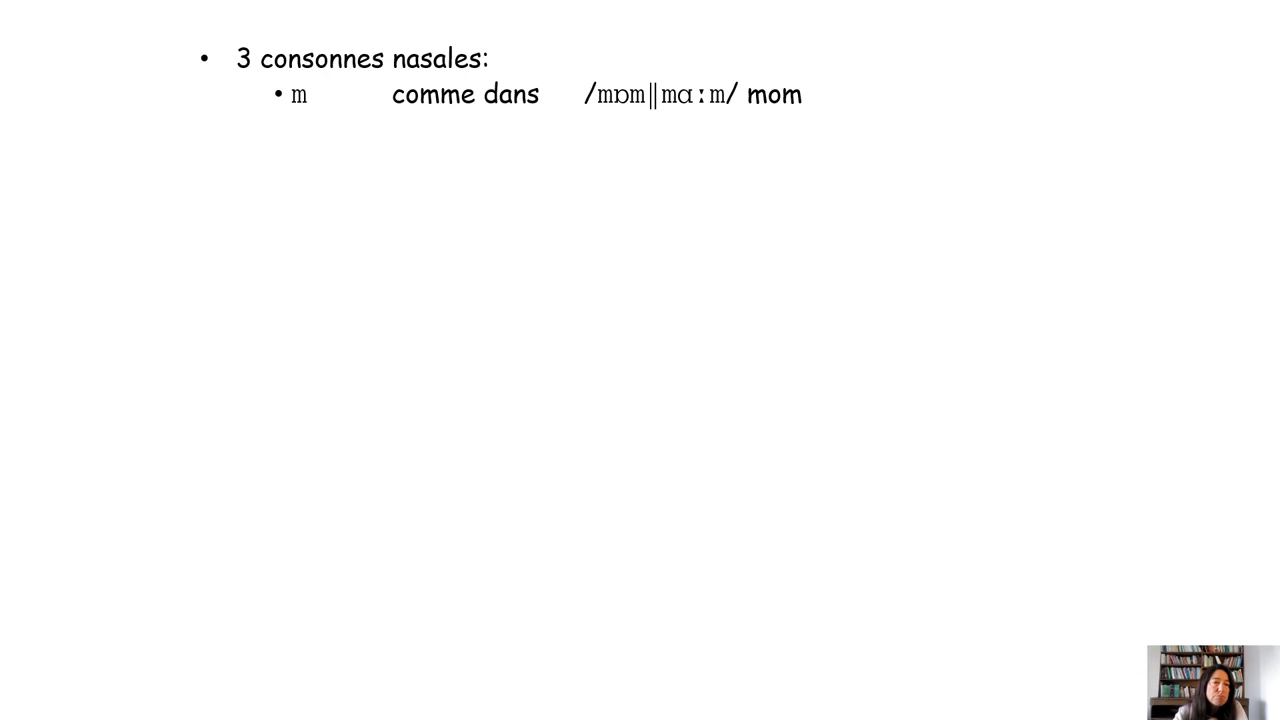 • 3 consonnes nasales:
• m comme dans /mɒm‖mɑːm/ mom